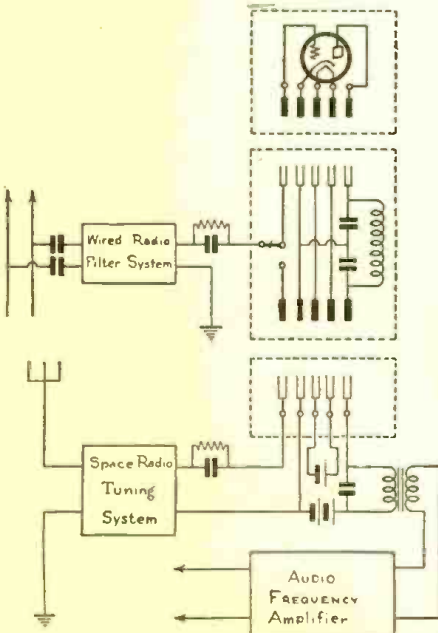 Wired Radio
Filter System
Space Radio
Tuning
System
AUDIO
FREQUENCY
Amplifier